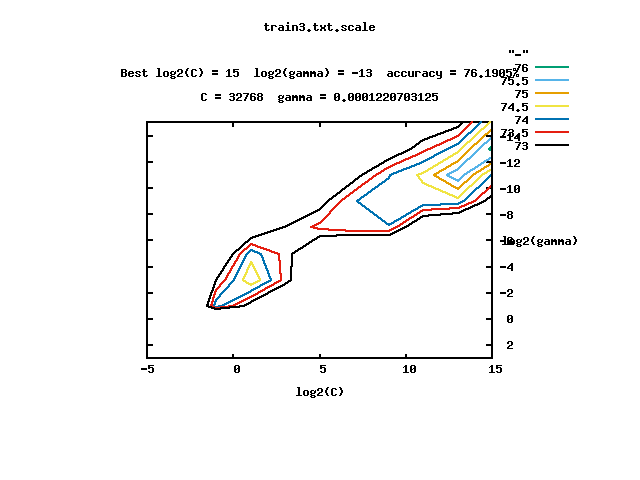 train3.txt.scale
"-"
Best log2(C) = 15 log2(gamma) = -13 accuracy = 76.1905%
C = 32768 gamma = 0.0001220703125
76
75.5
75
74.5
74
73.5
73
-14
-12
-10
-8
-6
-4
-2
0
2
log2(gamma)
-5 0 5 10 15
log2(C)